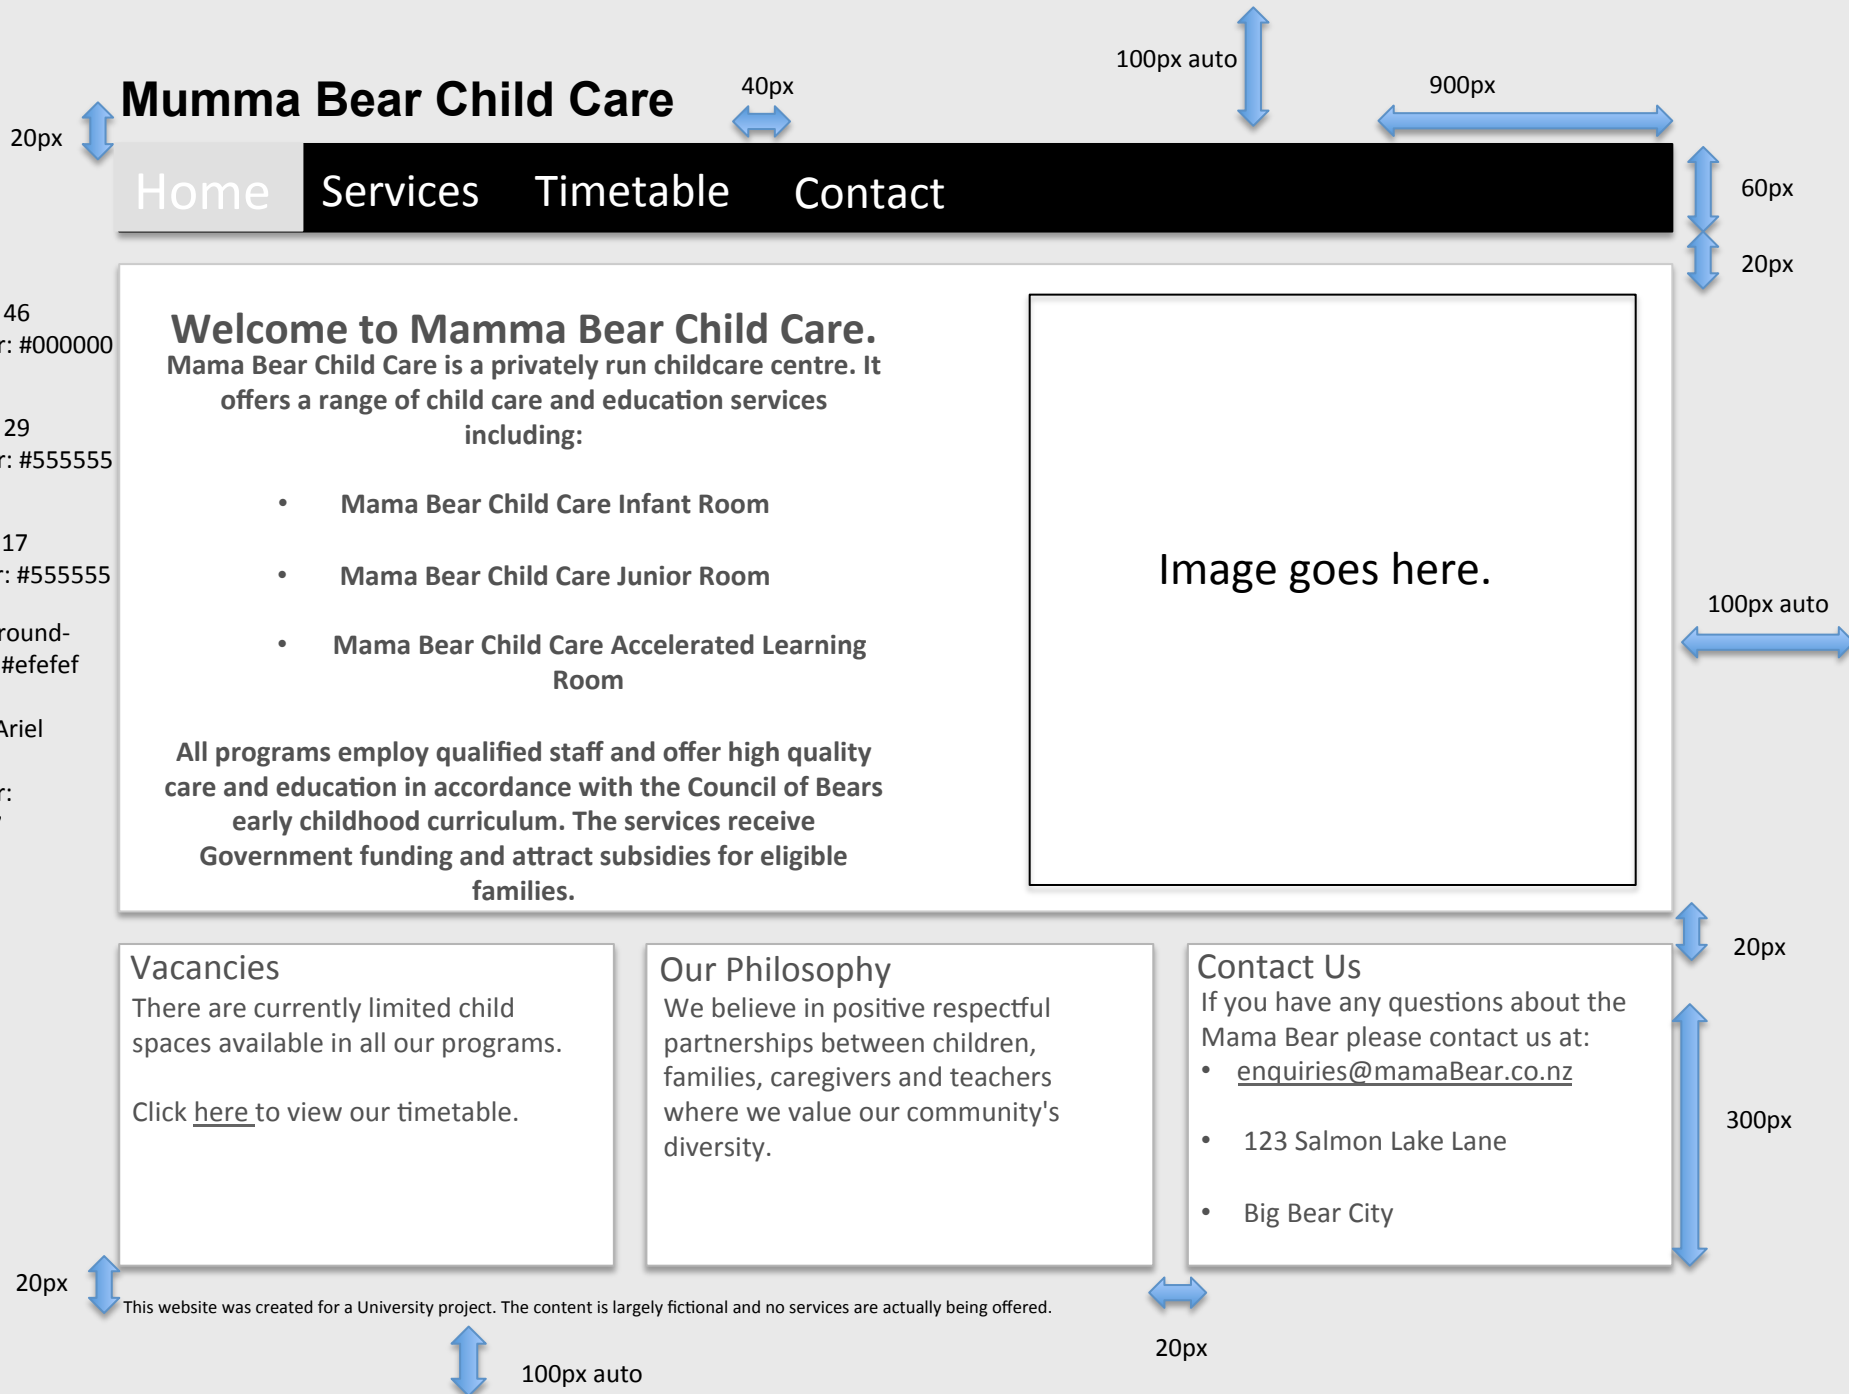 100px auto
Mumma Bear Child Care
40px
900px
20px
Home Services Timetable Contact
60px
20px
46
r: #000000
29
r: #555555
17
r: #555555
round-
#efefef
Ariel
r:
Welcome to Mamma Bear Child Care.
Mama Bear Child Care is a privately run childcare centre. It
offers a range of child care and education services
including:
• Mama Bear Child Care Infant Room
• Mama Bear Child Care Junior Room
• Mama Bear Child Care Accelerated Learning
Room
All programs employ qualified staff and offer high quality
care and education in accordance with the Council of Bears
early childhood curriculum. The services receive
Government funding and attract subsidies for eligible
families.
Image goes here.
100px auto
20px
Vacancies
There are currently limited child
spaces available in all our programs.
Click here to view our timetable.
Our Philosophy
We believe in positive respectful
partnerships between children,
families, caregivers and teachers
where we value our community's
diversity.
Contact Us
If you have any questions about the
Mama Bear please contact us at:
• enquiries@mamaBear.co.nz
• 123 Salmon Lake Lane
• Big Bear City
300px
20px
This website was created for a University project. The content is largely fictional and no services are actually being offered.
20px
100px auto